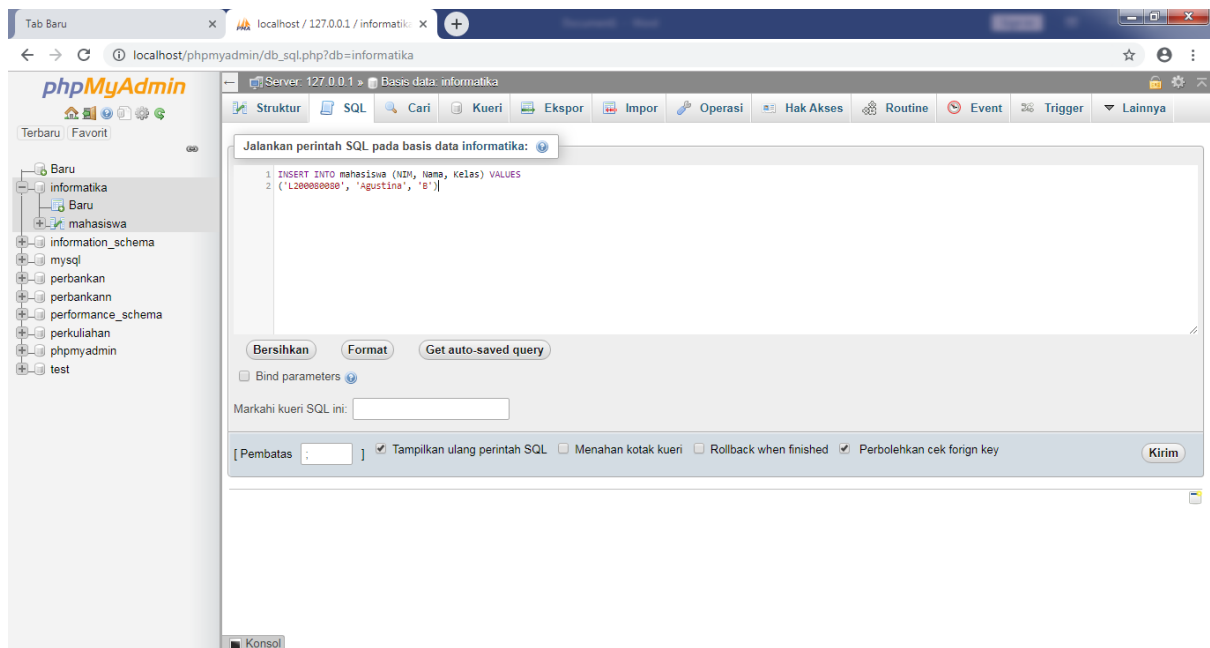 Tab Baru
localhost / 127.0.0.1 / informatika
localhost/phpmyadmin/db_sql.php?db=informatika
phpMyAdmin
Terbaru Favorit
Baru
informatika
Baru
mahasiswa
information_schema
mysql
perbankan
perbankann
performance_schema
perkuliahan
phpmyadmin
test
Server: 127.0.0.1 » Basis data: informatika
Struktur SQL Cari Kueri Ekspor Impor Operasi Hak Akses Routine Event Trigger Lainnya
Jalankan perintah SQL pada basis data informatika:
1 INSERT INTO mahasiswa (NIM, Nama, Kelas) VALUES
2 ('L200080080', 'Agustina', 'B')
Bersihkan Format Get auto-saved query
Bind parameters
Markahi kueri SQL ini:
[ Pembatas ; ] Tampilkan ulang perintah SQL Menahan kotak kueri Rollback when finished Perbolehkan cek forign key Kirim
Konsol